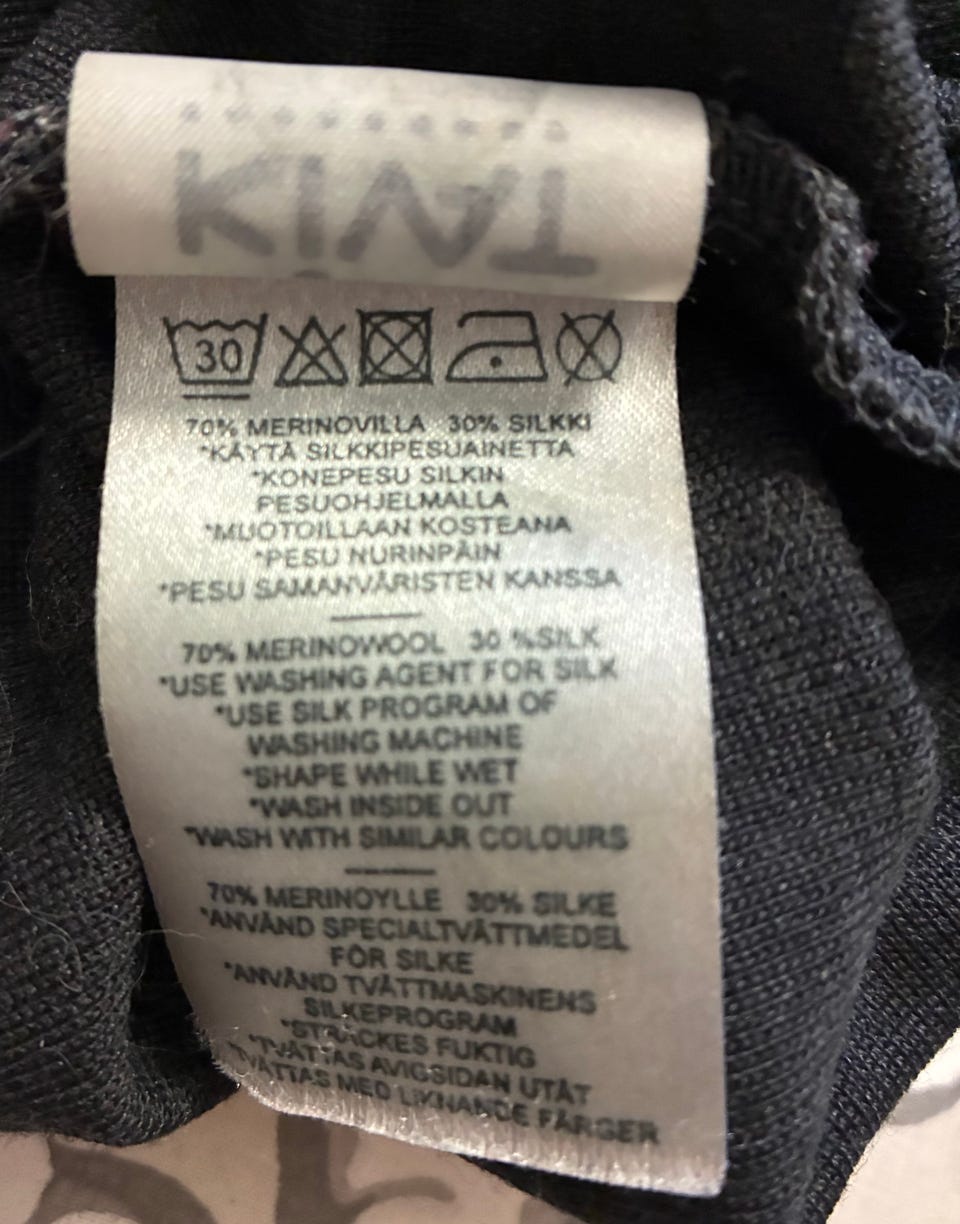 30
70% MERINOVILLA 30% SILKKI
*KÄYTÄ SILKKIPESUAINETTA
*KONEPESU SILKIN
PESUOHJELMALLA
*MUOTOILLAAN KOSTEANA
*PESU NURINPÄIN
*PESU SAMANVÄRISTEN KANSSA
70% MERINOWOOL 30 %SILK
*USE WASHING AGENT FOR SILK
*USE SILK PROGRAM OF
WASHING MACHINE
*SHAPE WHILE WET
*WASH INSIDE OUT
*WASH WITH SIMILAR COLOURS
70% MERINOYLLE 30% SILKE
*ANVÄND SPECIALTVÄTTMEDEL
FÖR SILKE
*ANVÄND TVÄTTMASKINENS
SILKEPROGRAM
*STRÄCKES FUKTIG
*TVÄTTAS AVIGSIDAN UTÅT
*TVÄTTAS MED LIKNANDE FÄRGER